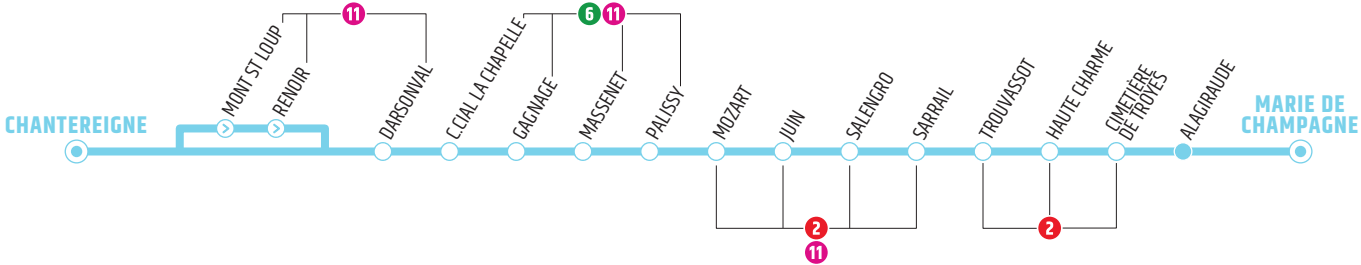 CHANTEREIGNE
MONT ST LOUP
RENOIR
11
DARSONVAL
C.CIAL LA CHAPELLE
GAGNAGE
6 11
MASSENET
PALISSY
MOZART
JUIN
SALENGRO
SARRAIL
2
11
TROUVASSOT
HAUTE CHARME
CIMETIÈRE
DE TROYES
2
ALAGIRAUDE
MARIE DE
CHAMPAGNE